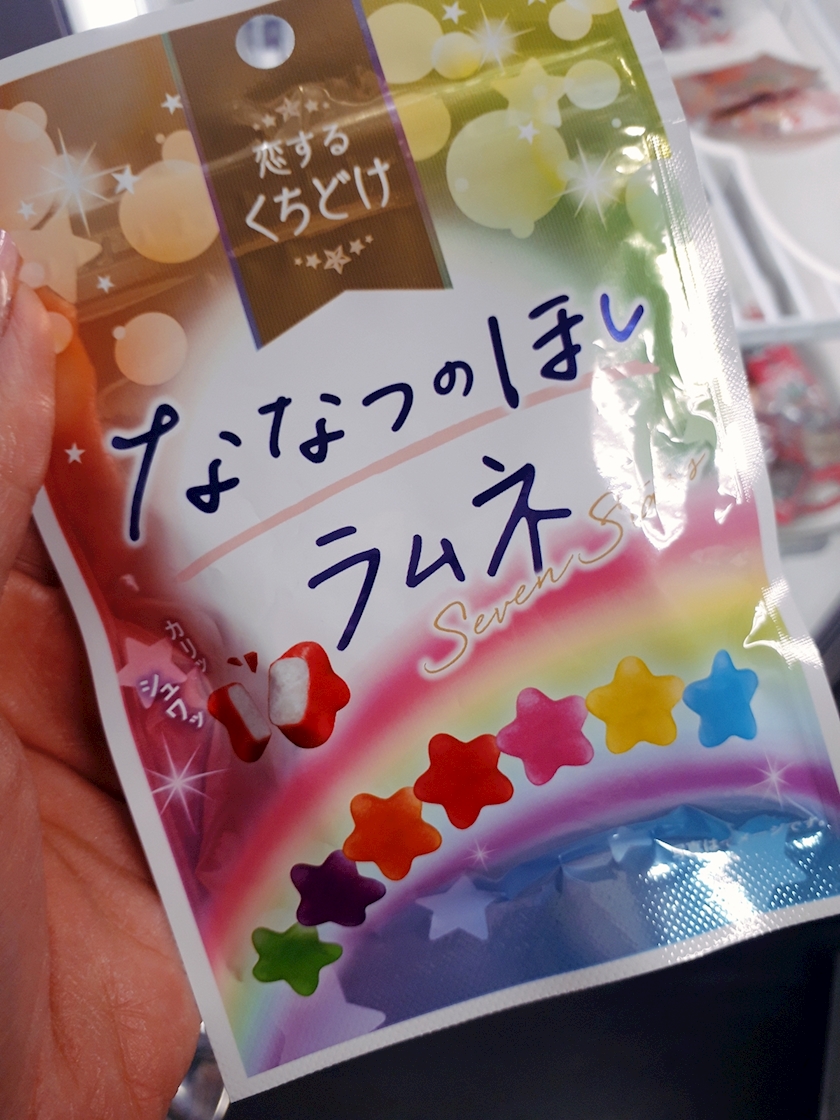 恋する
くちどけ
ななつのほし
ラムネ
Seven Stars
カリッ
シュワッ